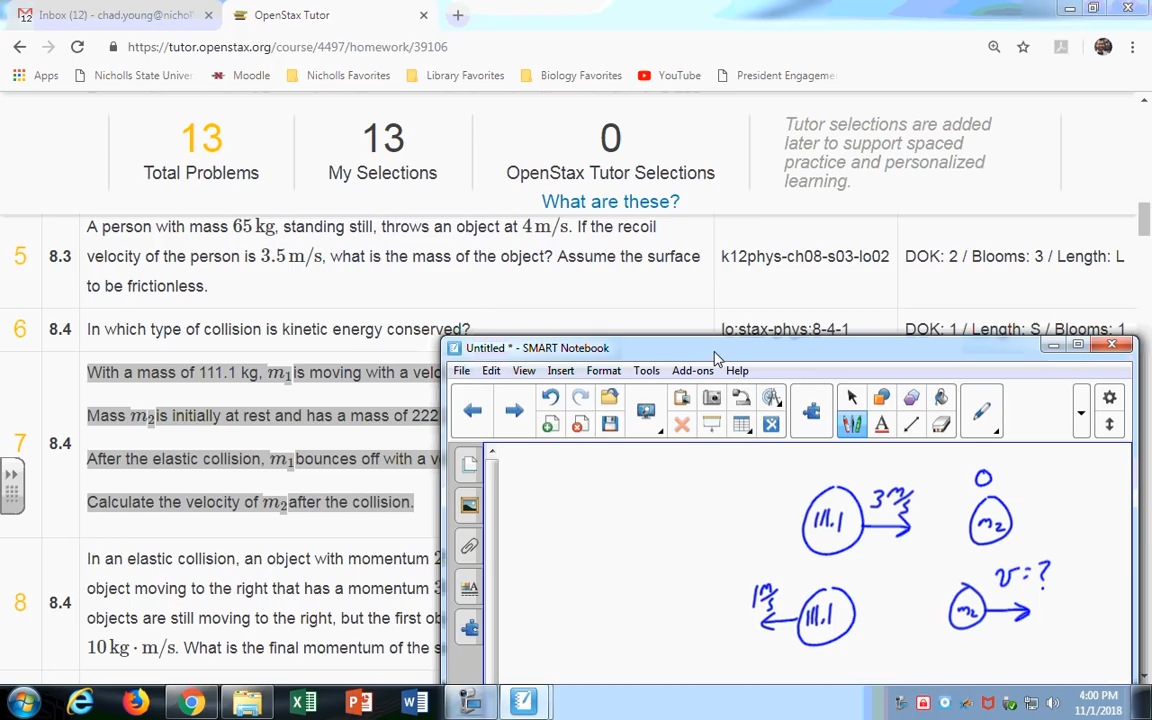 Inbox (12) - chad.young@nichol
OpenStax Tutor
https://tutor.openstax.org/course/4497/homework/39106
Apps
Nicholls State Univer
Moodle
Nicholls Favorites
Library Favorites
Biology Favorites
YouTube
President Engageme
13
Total Problems
13
My Selections
0
OpenStax Tutor Selections
What are these?
Tutor selections are added
later to support spaced
practice and personalized
learning.
5 8.3 A person with mass 65 kg, standing still, throws an object at 4 m/s. If the recoil
velocity of the person is 3.5 m/s, what is the mass of the object? Assume the surface
to be frictionless.
k12phys-ch08-s03-lo02
DOK: 2 / Blooms: 3 / Length: L
6 8.4 In which type of collision is kinetic energy conserved?
lo:stax-phys:8-4-1
DOK: 1 / Length: S / Blooms: 1
7 8.4 With a mass of 111.1 kg, m1 is moving with a velo
Mass m2 is initially at rest and has a mass of 222
After the elastic collision, m1 bounces off with a v
Calculate the velocity of m2 after the collision.
8 8.4 In an elastic collision, an object with momentum 2
object moving to the right that has a momentum 3
objects are still moving to the right, but the first ob
10 kg · m/s. What is the final momentum of the s
Untitled * - SMART Notebook
File Edit View Insert Format Tools Add-ons Help
111.1
3 m/s
0
m2
1 m/s
111.1
m2
v=?
4:00 PM
11/1/2018